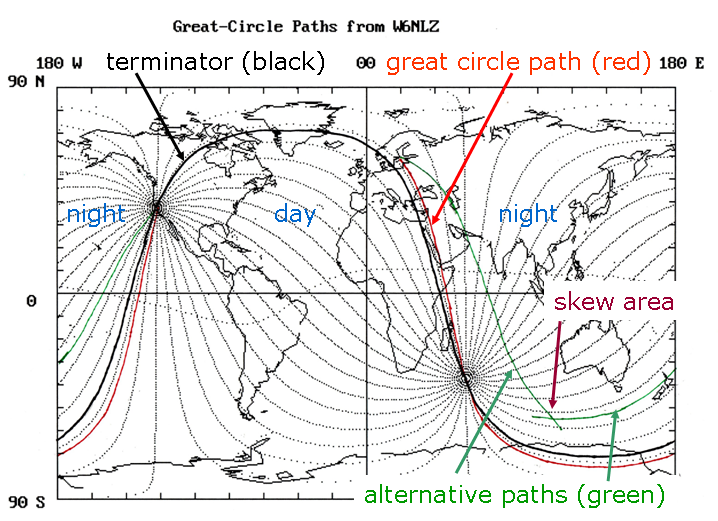 Great-Circle Paths from W6NLZ
180 W 00 180 E
terminator (black) great circle path (red)
90 N
night day night
0
skew area
90 S
alternative paths (green)